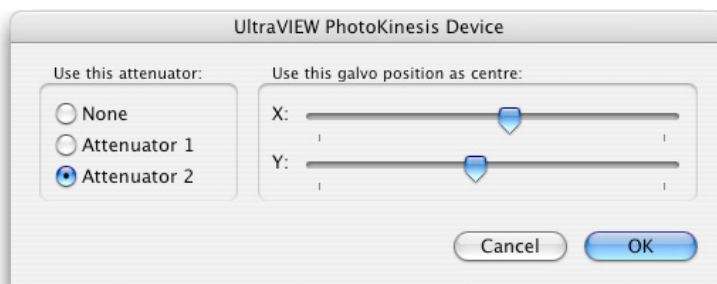 UltraVIEW PhotoKinesis Device
Use this attenuator:
None
Attenuator 1
Attenuator 2
Use this galvo position as centre:
X:
Y:
Cancel
OK